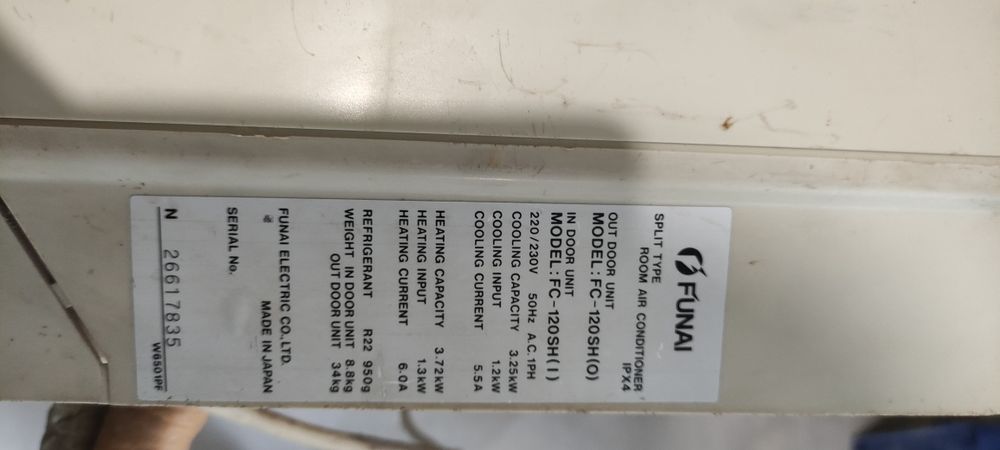 FUNAI
SPLIT TYPE
ROOM AIR CONDITIONER
IPX4
OUT DOOR UNIT
MODEL : FC-120SH(O)
IN DOOR UNIT
MODEL : FC-120SH(I)
220/230V 50Hz A.C.1PH
COOLING CAPACITY 3.25kW
COOLING INPUT 1.2kW
COOLING CURRENT 5.5A
HEATING CAPACITY 3.72kW
HEATING INPUT 1.3kW
HEATING CURRENT 6.0A
REFRIGERANT R22 950g
WEIGHT IN DOOR UNIT 8.8kg
OUT DOOR UNIT 34kg
FUNAI ELECTRIC CO.,LTD.
MADE IN JAPAN
SERIAL No.
N 26617835
W6501PF